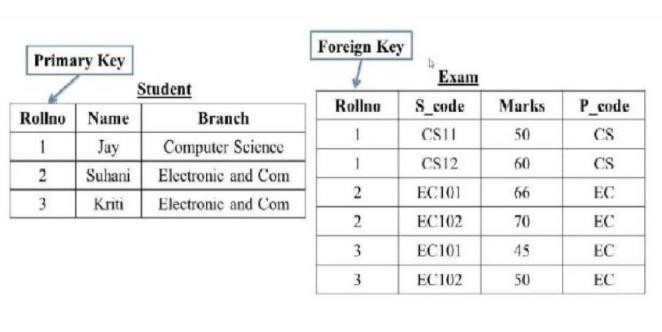 Primary Key
Student
Rollno Name Branch
1 Jay Computer Science
2 Suhani Electronic and Com
3 Kriti Electronic and Com
Foreign Key
Exam
Rollno S_code Marks P_code
1 CS11 50 CS
1 CS12 60 CS
2 EC101 66 EC
2 EC102 70 EC
3 EC101 45 EC
3 EC102 50 EC